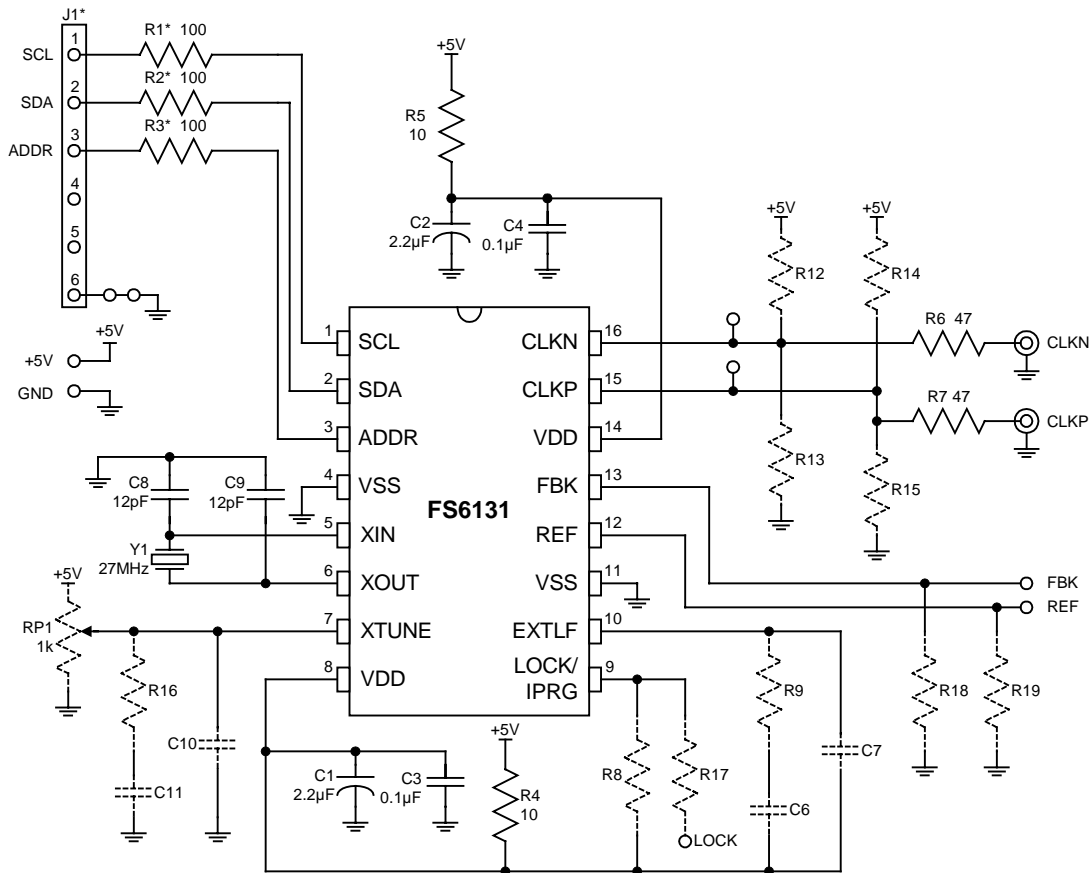 J1*
1
SCL
R1* 100
2
SDA
R2* 100
3
ADDR
R3* 100
4
5
6
+5V
+5V
GND
+5V
R5
10
C2
2.2µF
C4
0.1µF
+5V
R12
+5V
R14
R6 47
CLKN
R7 47
CLKP
R13
R15
FS6131
1
SCL
2
SDA
3
ADDR
4
VSS
5
XIN
6
XOUT
7
XTUNE
8
VDD
16
CLKN
15
CLKP
14
VDD
13
FBK
12
REF
11
VSS
10
EXTLF
9
LOCK/
IPRG
C8
12pF
C9
12pF
Y1
27MHz
+5V
RP1
1k
R16
C10
C11
C1
2.2µF
C3
0.1µF
+5V
R4
10
R8
R17
LOCK
R9
C6
C7
FBK
REF
R18
R19